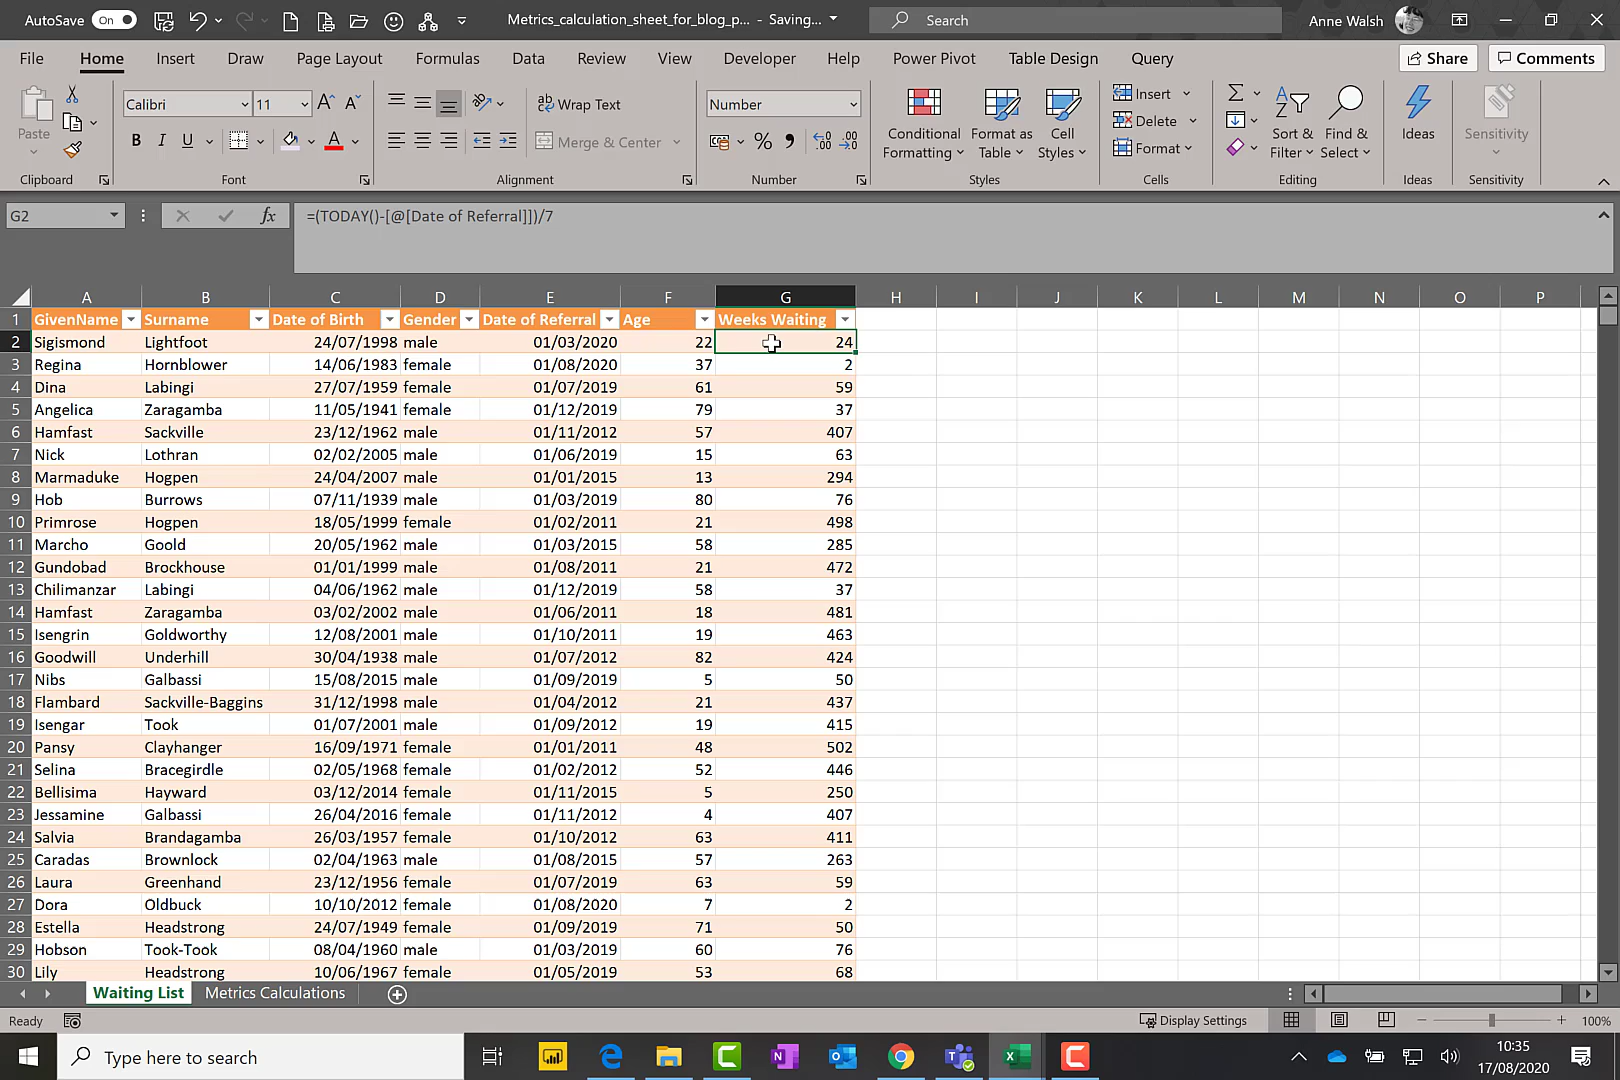 AutoSave On Metrics_calculation_sheet_for_blog_p... - Saving... Search Anne Walsh
File Home Insert Draw Page Layout Formulas Data Review View Developer Help Power Pivot Table Design Query Share Comments
Paste
Calibri 11 A A
B I U A
Wrap Text
Merge & Center
Number
% , .00
Conditional Formatting
Format as Table
Cell Styles
Insert
Delete
Format
Sort & Filter
Find & Select
Ideas
Sensitivity
Clipboard Font Alignment Number Styles Cells Editing Ideas Sensitivity
G2 fx =(TODAY()-[@[Date of Referral]])/7
A B C D E F G H I J K L M N O P
1 GivenName Surname Date of Birth Gender Date of Referral Age Weeks Waiting
2 Sigismond Lightfoot 24/07/1998 male 01/03/2020 22 24
3 Regina Hornblower 14/06/1983 female 01/08/2020 37 2
4 Dina Labingi 27/07/1959 female 01/07/2019 61 59
5 Angelica Zaragamba 11/05/1941 female 01/12/2019 79 37
6 Hamfast Sackville 23/12/1962 male 01/11/2012 57 407
7 Nick Lothran 02/02/2005 male 01/06/2019 15 63
8 Marmaduke Hogpen 24/04/2007 male 01/01/2015 13 294
9 Hob Burrows 07/11/1939 male 01/03/2019 80 76
10 Primrose Hogpen 18/05/1999 female 01/02/2011 21 498
11 Marcho Goold 20/05/1962 male 01/03/2015 58 285
12 Gundobad Brockhouse 01/01/1999 male 01/08/2011 21 472
13 Chilimanzar Labingi 04/06/1962 male 01/12/2019 58 37
14 Hamfast Zaragamba 03/02/2002 male 01/06/2011 18 481
15 Isengrin Goldworthy 12/08/2001 male 01/10/2011 19 463
16 Goodwill Underhill 30/04/1938 male 01/07/2012 82 424
17 Nibs Galbassi 15/08/2015 male 01/09/2019 5 50
18 Flambard Sackville-Baggins 31/12/1998 male 01/04/2012 21 437
19 Isengar Took 01/07/2001 male 01/09/2012 19 415
20 Pansy Clayhanger 16/09/1971 female 01/01/2011 48 502
21 Selina Bracegirdle 02/05/1968 female 01/02/2012 52 446
22 Bellisima Hayward 03/12/2014 female 01/11/2015 5 250
23 Jessamine Galbassi 26/04/2016 female 01/11/2012 4 407
24 Salvia Brandagamba 26/03/1957 female 01/10/2012 63 411
25 Caradas Brownlock 02/04/1963 male 01/08/2015 57 263
26 Laura Greenhand 23/12/1956 female 01/07/2019 63 59
27 Dora Oldbuck 10/10/2012 female 01/08/2020 7 2
28 Estella Headstrong 24/07/1949 female 01/09/2019 71 50
29 Hobson Took-Took 08/04/1960 male 01/03/2019 60 76
30 Lily Headstrong 10/06/1967 female 01/05/2019 53 68
Waiting List Metrics Calculations
Ready Display Settings 100%
Type here to search
10:35
17/08/2020